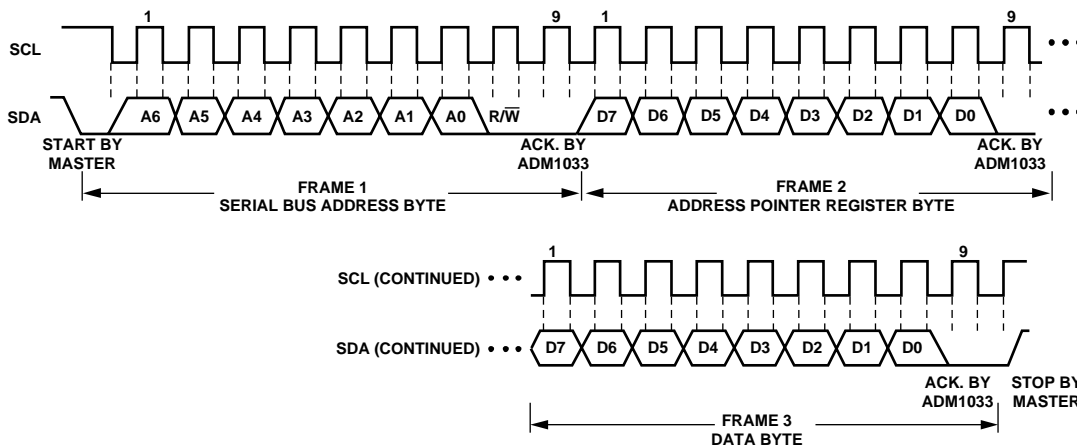 1 9 1 9
SCL
SDA A6 A5 A4 A3 A2 A1 A0 R/W̅ D7 D6 D5 D4 D3 D2 D1 D0
START BY
MASTER
ACK. BY
ADM1033
ACK. BY
ADM1033
FRAME 1
SERIAL BUS ADDRESS BYTE
FRAME 2
ADDRESS POINTER REGISTER BYTE
1 9
SCL (CONTINUED)
SDA (CONTINUED) D7 D6 D5 D4 D3 D2 D1 D0
ACK. BY
ADM1033
STOP BY
MASTER
FRAME 3
DATA BYTE